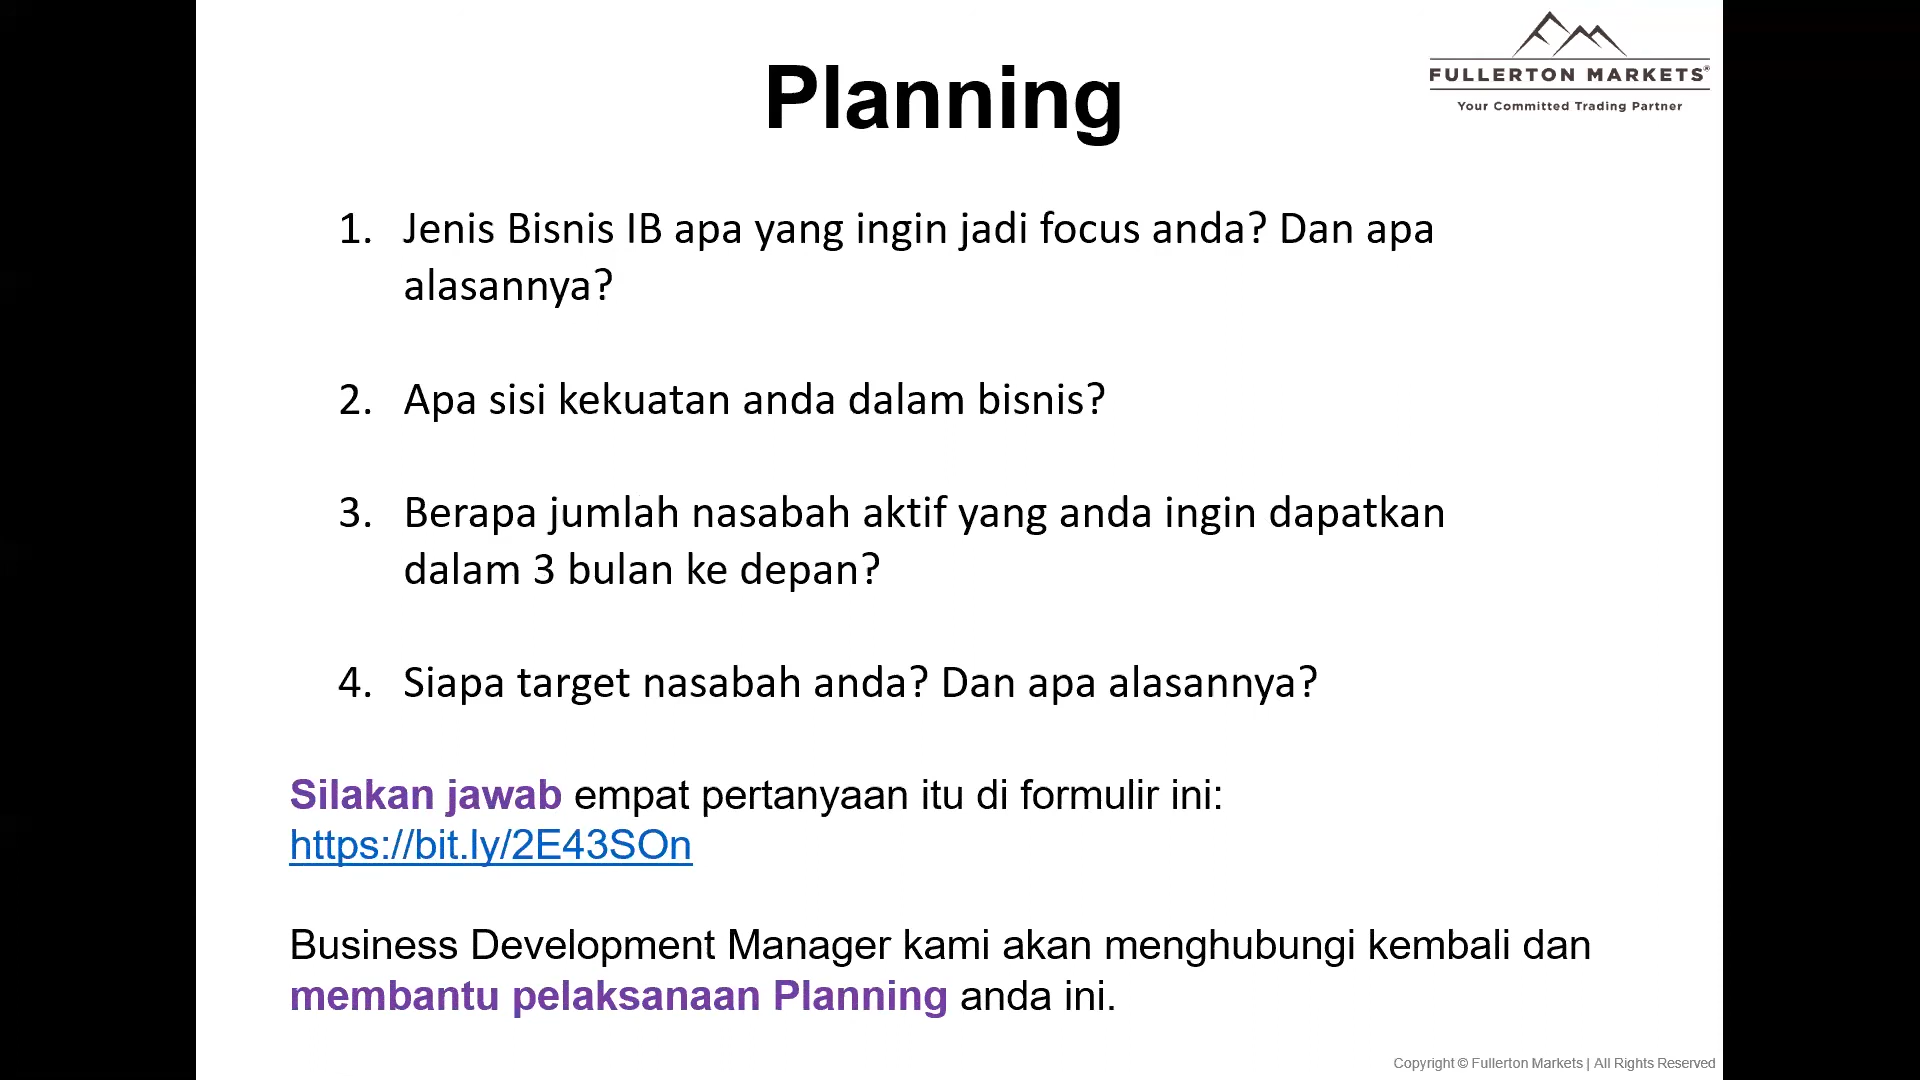 FULLERTON MARKETS®
Your Committed Trading Partner
Planning
1. Jenis Bisnis IB apa yang ingin jadi focus anda? Dan apa
alasannya?
2. Apa sisi kekuatan anda dalam bisnis?
3. Berapa jumlah nasabah aktif yang anda ingin dapatkan
dalam 3 bulan ke depan?
4. Siapa target nasabah anda? Dan apa alasannya?
Silakan jawab empat pertanyaan itu di formulir ini:
https://bit.ly/2E43SOn
Business Development Manager kami akan menghubungi kembali dan
membantu pelaksanaan Planning anda ini.
Copyright © Fullerton Markets | All Rights Reserved